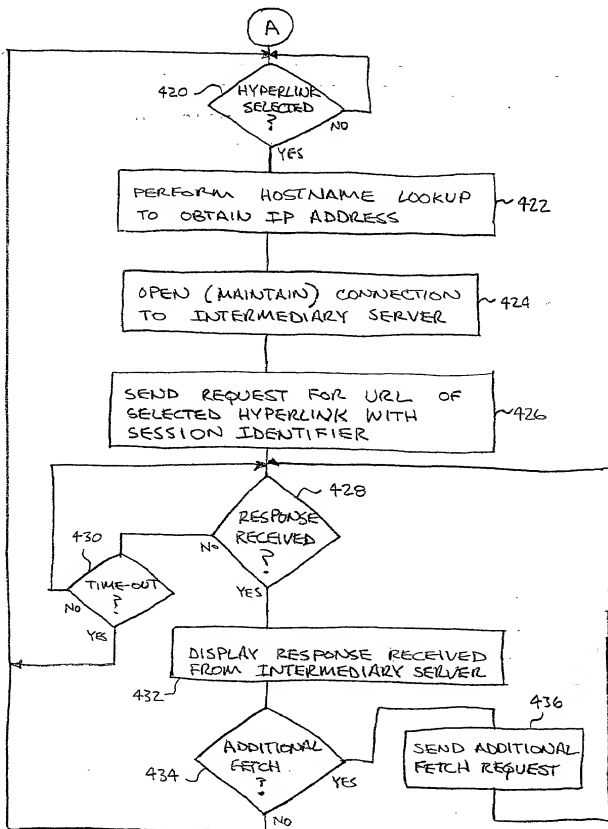 A
420
HYPERLINK
SELECTED
?
NO
YES
PERFORM HOSTNAME LOOKUP
TO OBTAIN IP ADDRESS
422
OPEN (MAINTAIN) CONNECTION
TO INTERMEDIARY SERVER
424
SEND REQUEST FOR URL OF
SELECTED HYPERLINK WITH
SESSION IDENTIFIER
426
428
RESPONSE
RECEIVED
?
NO
YES
430
TIME-OUT
?
NO
YES
DISPLAY RESPONSE RECEIVED
FROM INTERMEDIARY SERVER
432
ADDITIONAL
FETCH
?
434
YES
NO
436
SEND ADDITIONAL
FETCH REQUEST